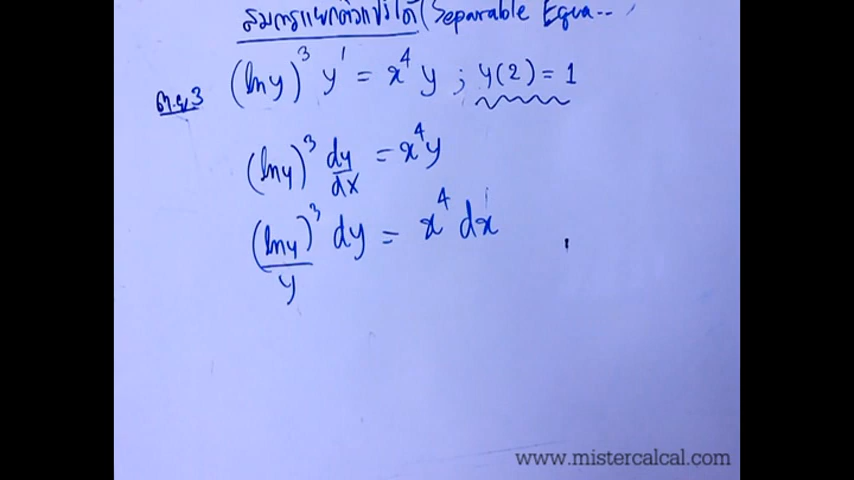 สมการแยกตัวแปรได้ (Separable Equa...
ต.ย.3 (lny)³ y' = x⁴ y ; y(2) = 1
(lny)³ dy/dx = x⁴y
(lny)³/y dy = x⁴ dx
www.mistercalcal.com